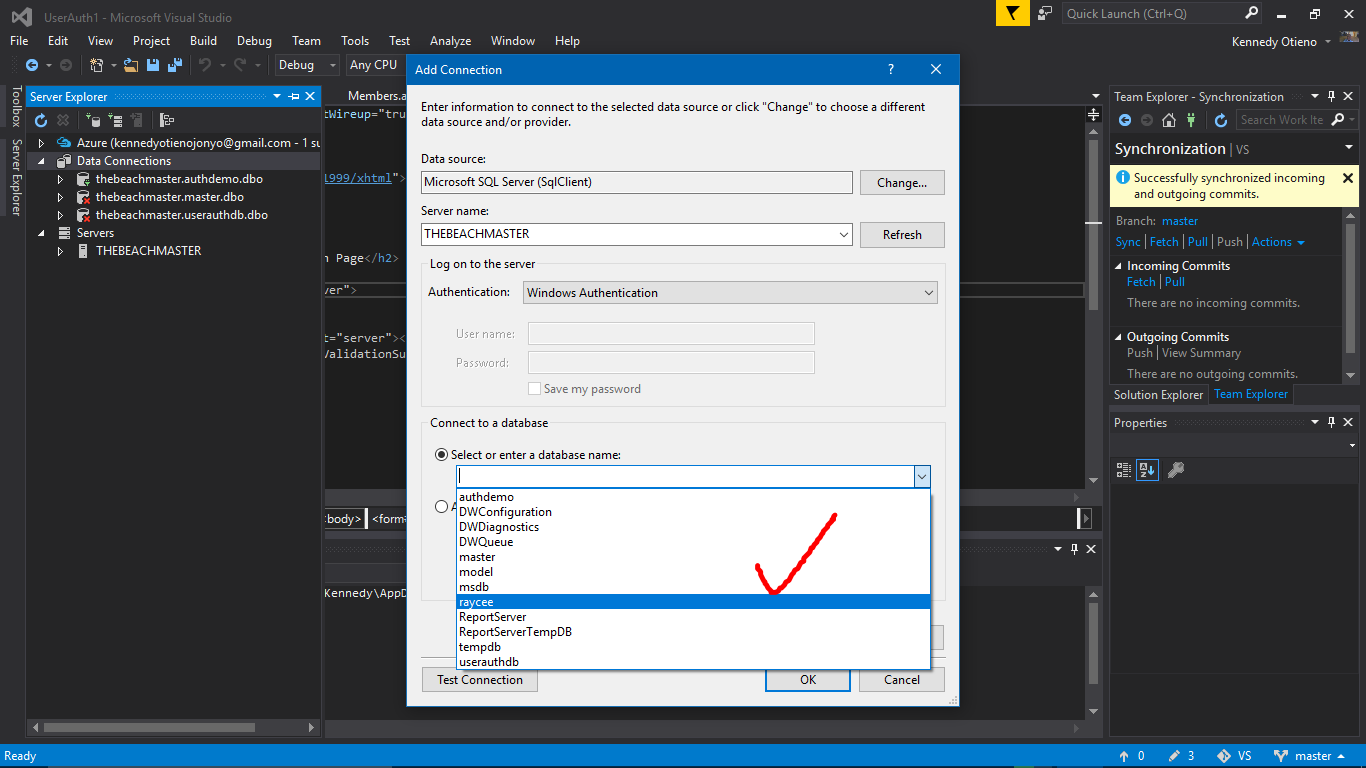 UserAuth1 - Microsoft Visual Studio
Quick Launch (Ctrl+Q)
File Edit View Project Build Debug Team Tools Test Analyze Window Help
Kennedy Otieno
Debug Any CPU
Toolbox
Server Explorer
Server Explorer
Azure (kennedyotienojonyo@gmail.com - 1 su
Data Connections
thebeachmaster.authdemo.dbo
thebeachmaster.master.dbo
thebeachmaster.userauthdb.dbo
Servers
THEBEACHMASTER
Members.a
tWireup="tru
1999/xhtml">
n Page</h2>
ver">
t="server"><
ValidationSu
body> <form
Kennedy\AppD
Add Connection
?
Enter information to connect to the selected data source or click "Change" to choose a different
data source and/or provider.
Data source:
Microsoft SQL Server (SqlClient)
Change...
Server name:
THEBEACHMASTER
Refresh
Log on to the server
Authentication: Windows Authentication
User name:
Password:
Save my password
Connect to a database
Select or enter a database name:
authdemo
DWConfiguration
DWDiagnostics
DWQueue
master
model
msdb
raycee
ReportServer
ReportServerTempDB
tempdb
userauthdb
Test Connection OK Cancel
Team Explorer - Synchronization
Search Work Ite
Synchronization | VS
Successfully synchronized incoming
and outgoing commits.
Branch: master
Sync | Fetch | Pull | Push | Actions
Incoming Commits
Fetch | Pull
There are no incoming commits.
Outgoing Commits
Push | View Summary
There are no outgoing commits.
Solution Explorer Team Explorer
Properties
Ready
0 3 VS master